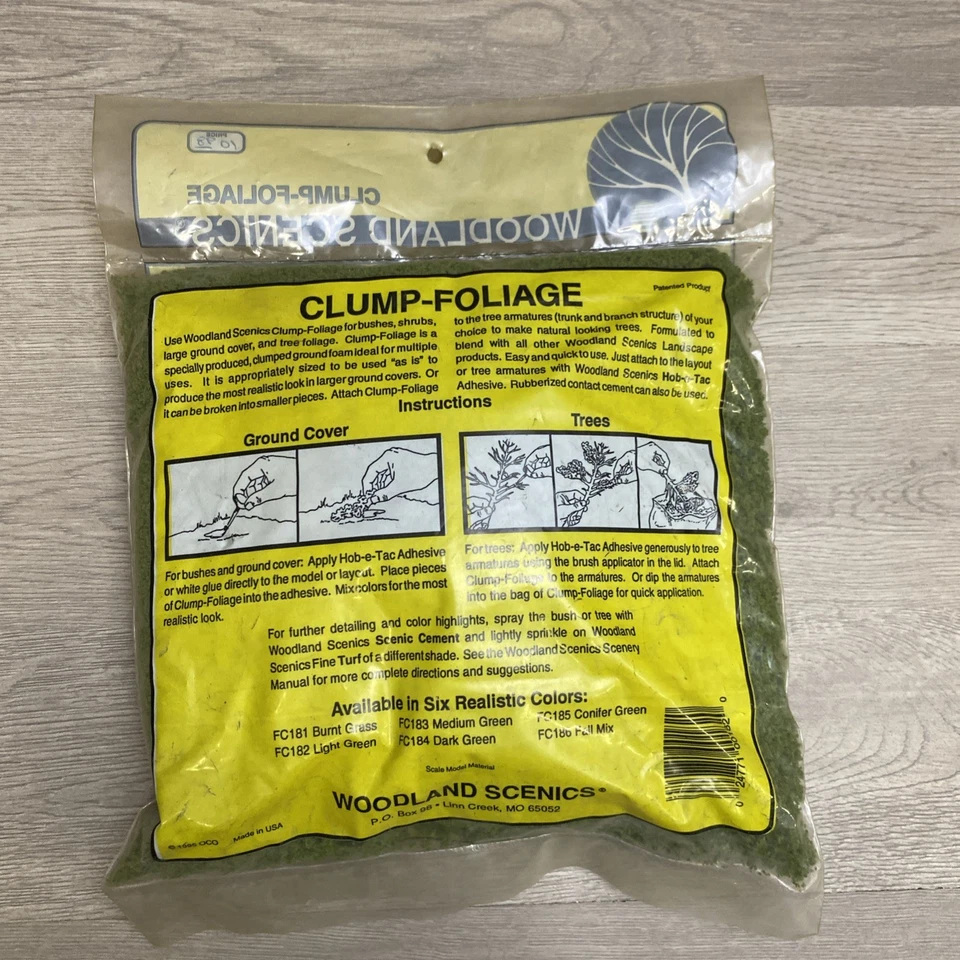 PRICE
CLUMP-FOLIAGE
WOODLAND SCENICS
CLUMP-FOLIAGE
Patented Product
Use Woodland Scenics Clump-Foliage for bushes, shrubs,
large ground cover, and tree foliage. Clump-Foliage is a
specially produced, clumped ground foam ideal for multiple
uses. It is appropriately sized to be used "as is" to
produce the most realistic look in larger ground covers. Or
it can be broken into smaller pieces. Attach Clump-Foliage
to the tree armatures (trunk and branch structure) of your
choice to make natural looking trees. Formulated to
blend with all other Woodland Scenics Landscape
products. Easy and quick to use. Just attach to the layout
or tree armatures with Woodland Scenics Hob-e-Tac
Adhesive. Rubberized contact cement can also be used.
Instructions
Ground Cover
Trees
For bushes and ground cover: Apply Hob-e-Tac Adhesive
or white glue directly to the model or layout. Place pieces
of Clump-Foliage into the adhesive. Mix colors for the most
realistic look.
For trees: Apply Hob-e-Tac Adhesive generously to tree
armatures using the brush applicator in the lid. Attach
Clump-Foliage to the armatures. Or dip the armatures
into the bag of Clump-Foliage for quick application.
For further detailing and color highlights, spray the bush or tree with
Woodland Scenics Scenic Cement and lightly sprinkle on Woodland
Scenics Fine Turf of a different shade. See the Woodland Scenics Scenery
Manual for more complete directions and suggestions.
Available in Six Realistic Colors:
FC181 Burnt Grass FC183 Medium Green FC185 Conifer Green
FC182 Light Green FC184 Dark Green FC186 Fall Mix
Scale Model Material
WOODLAND SCENICS®
P.O. Box 98 • Linn Creek, MO 65052
Made in USA